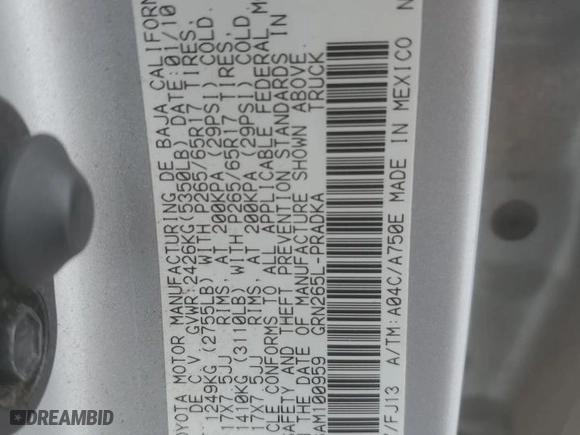 TOYOTA MOTOR MANUFACTURING DE BAJA CALIFORN
DE C.V. GVWR:2426KG(5350LB) DATE:01/10
1249KG (2755LB) WITH P265/65R17 TIRES,
17X7.5JJ RIMS, AT 200KPA (29PSI) COLD.
1410KG (3110LB) WITH P265/65R17 TIRES,
17X7.5JJ RIMS, AT 200KPA (29PSI) COLD.
CLE CONFORMS TO ALL APPLICABLE FEDERAL M
SAFETY AND THEFT PREVENTION STANDARDS IN
N THE DATE OF MANUFACTURE SHOWN ABOVE.
AM100959 TRUCK
GRN265L-PRADKA
/FJ13 A/TM:A04C/A750E MADE IN MEXICO N
DREAMBID